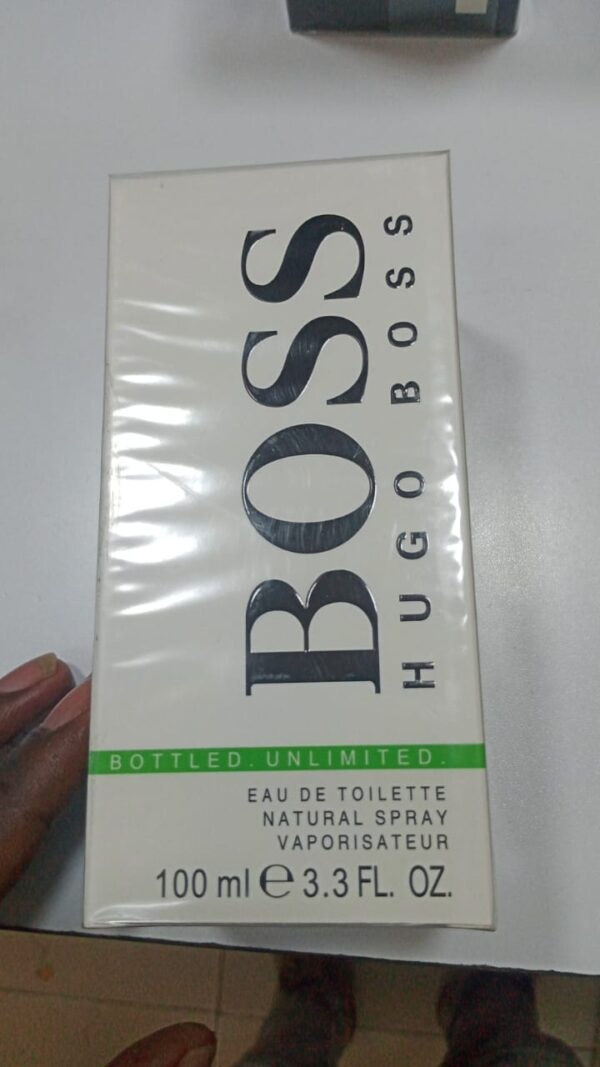 BOSS
HUGO BOSS
BOTTLED. UNLIMITED.
EAU DE TOILETTE
NATURAL SPRAY
VAPORISATEUR
100 ml ℮ 3.3 FL. OZ.